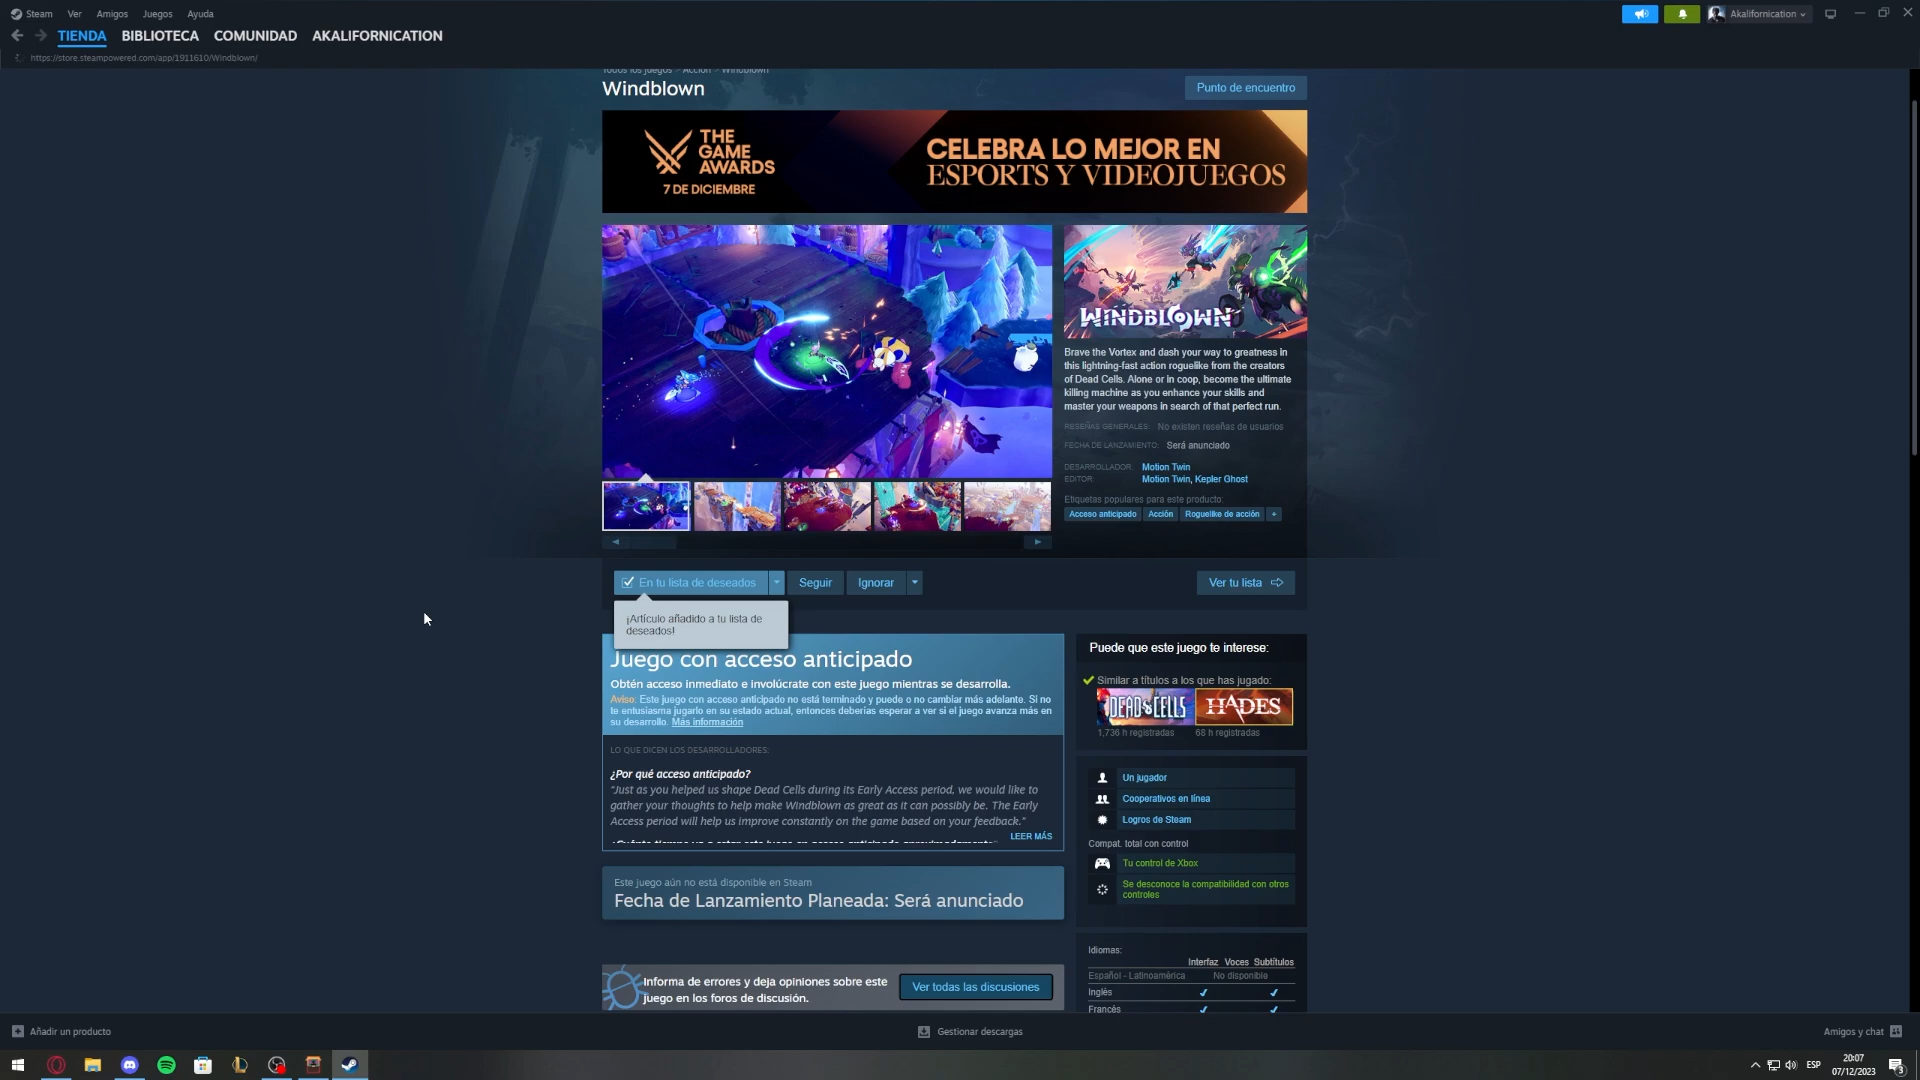 Steam Ver Amigos Juegos Ayuda
Akalifornication
TIENDA BIBLIOTECA COMUNIDAD AKALIFORNICATION
https://store.steampowered.com/app/1911610/Windblown/
Todos los juegos > Acción > Windblown
Windblown
Punto de encuentro
THE GAME AWARDS
7 DE DICIEMBRE
CELEBRA LO MEJOR EN
ESPORTS Y VIDEOJUEGOS
WINDBLOWN
Brave the Vortex and dash your way to greatness in
this lightning-fast action roguelike from the creators
of Dead Cells. Alone or in coop, become the ultimate
killing machine as you enhance your skills and
master your weapons in search of that perfect run.
RESEÑAS GENERALES: No existen reseñas de usuarios
FECHA DE LANZAMIENTO: Será anunciado
DESARROLLADOR: Motion Twin
EDITOR: Motion Twin, Kepler Ghost
Etiquetas populares para este producto:
Acceso anticipado Acción Roguelike de acción +
En tu lista de deseados Seguir Ignorar
Ver tu lista
¡Artículo añadido a tu lista de
deseados!
Juego con acceso anticipado
Obtén acceso inmediato e involúcrate con este juego mientras se desarrolla.
Aviso: Este juego con acceso anticipado no está terminado y puede o no cambiar más adelante. Si no
te entusiasma jugarlo en su estado actual, entonces deberías esperar a ver si el juego avanza más en
su desarrollo. Más información
LO QUE DICEN LOS DESARROLLADORES:
¿Por qué acceso anticipado?
"Just as you helped us shape Dead Cells during its Early Access period, we would like to
gather your thoughts to help make Windblown as great as it can possibly be. The Early
Access period will help us improve constantly on the game based on your feedback."
LEER MÁS
¿Cuánto tiempo va a estar este juego en acceso anticipado aproximadamente?
Este juego aún no está disponible en Steam
Fecha de Lanzamiento Planeada: Será anunciado
Informa de errores y deja opiniones sobre este
juego en los foros de discusión.
Ver todas las discusiones
Puede que este juego te interese:
Similar a títulos a los que has jugado:
DEAD CELLS HADES
1,736 h registradas 68 h registradas
Un jugador
Cooperativos en línea
Logros de Steam
Compat. total con control
Tu control de Xbox
Se desconoce la compatibilidad con otros
controles
Idiomas:
Interfaz Voces Subtítulos
Español - Latinoamérica No disponible
Inglés
Francés
Añadir un producto
Gestionar descargas
Amigos y chat
ESP
20:07
07/12/2023
3